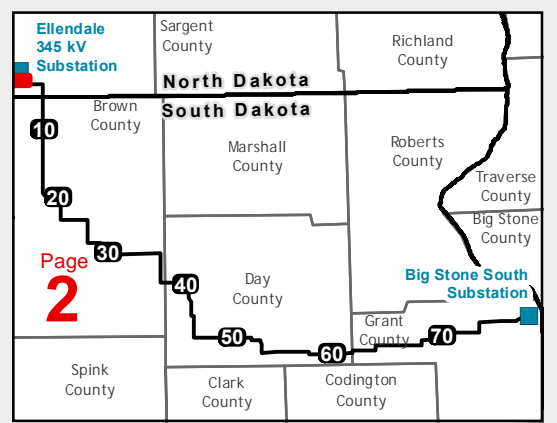 Ellendale
345 kV
Substation
Sargent
County
Richland
County
North Dakota
South Dakota
Brown
County
10
Marshall
County
Roberts
County
Traverse
County
20
Big Stone
County
30
Page
2
40
Day
County
Big Stone South
Substation
Grant
County
50
60
70
Spink
County
Clark
County
Codington
County